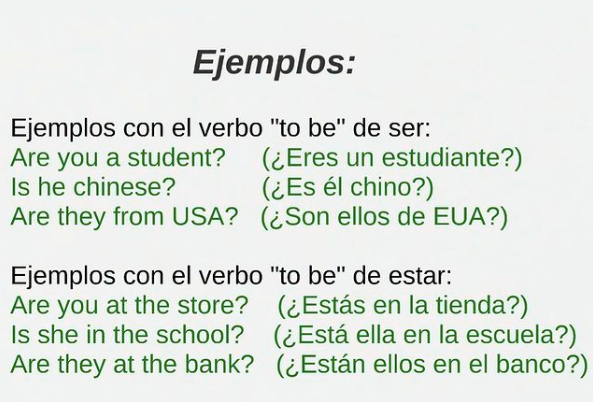 Ejemplos:
Ejemplos con el verbo "to be" de ser:
Are you a student? (¿Eres un estudiante?)
Is he chinese? (¿Es él chino?)
Are they from USA? (¿Son ellos de EUA?)
Ejemplos con el verbo "to be" de estar:
Are you at the store? (¿Estás en la tienda?)
Is she in the school? (¿Está ella en la escuela?)
Are they at the bank? (¿Están ellos en el banco?)